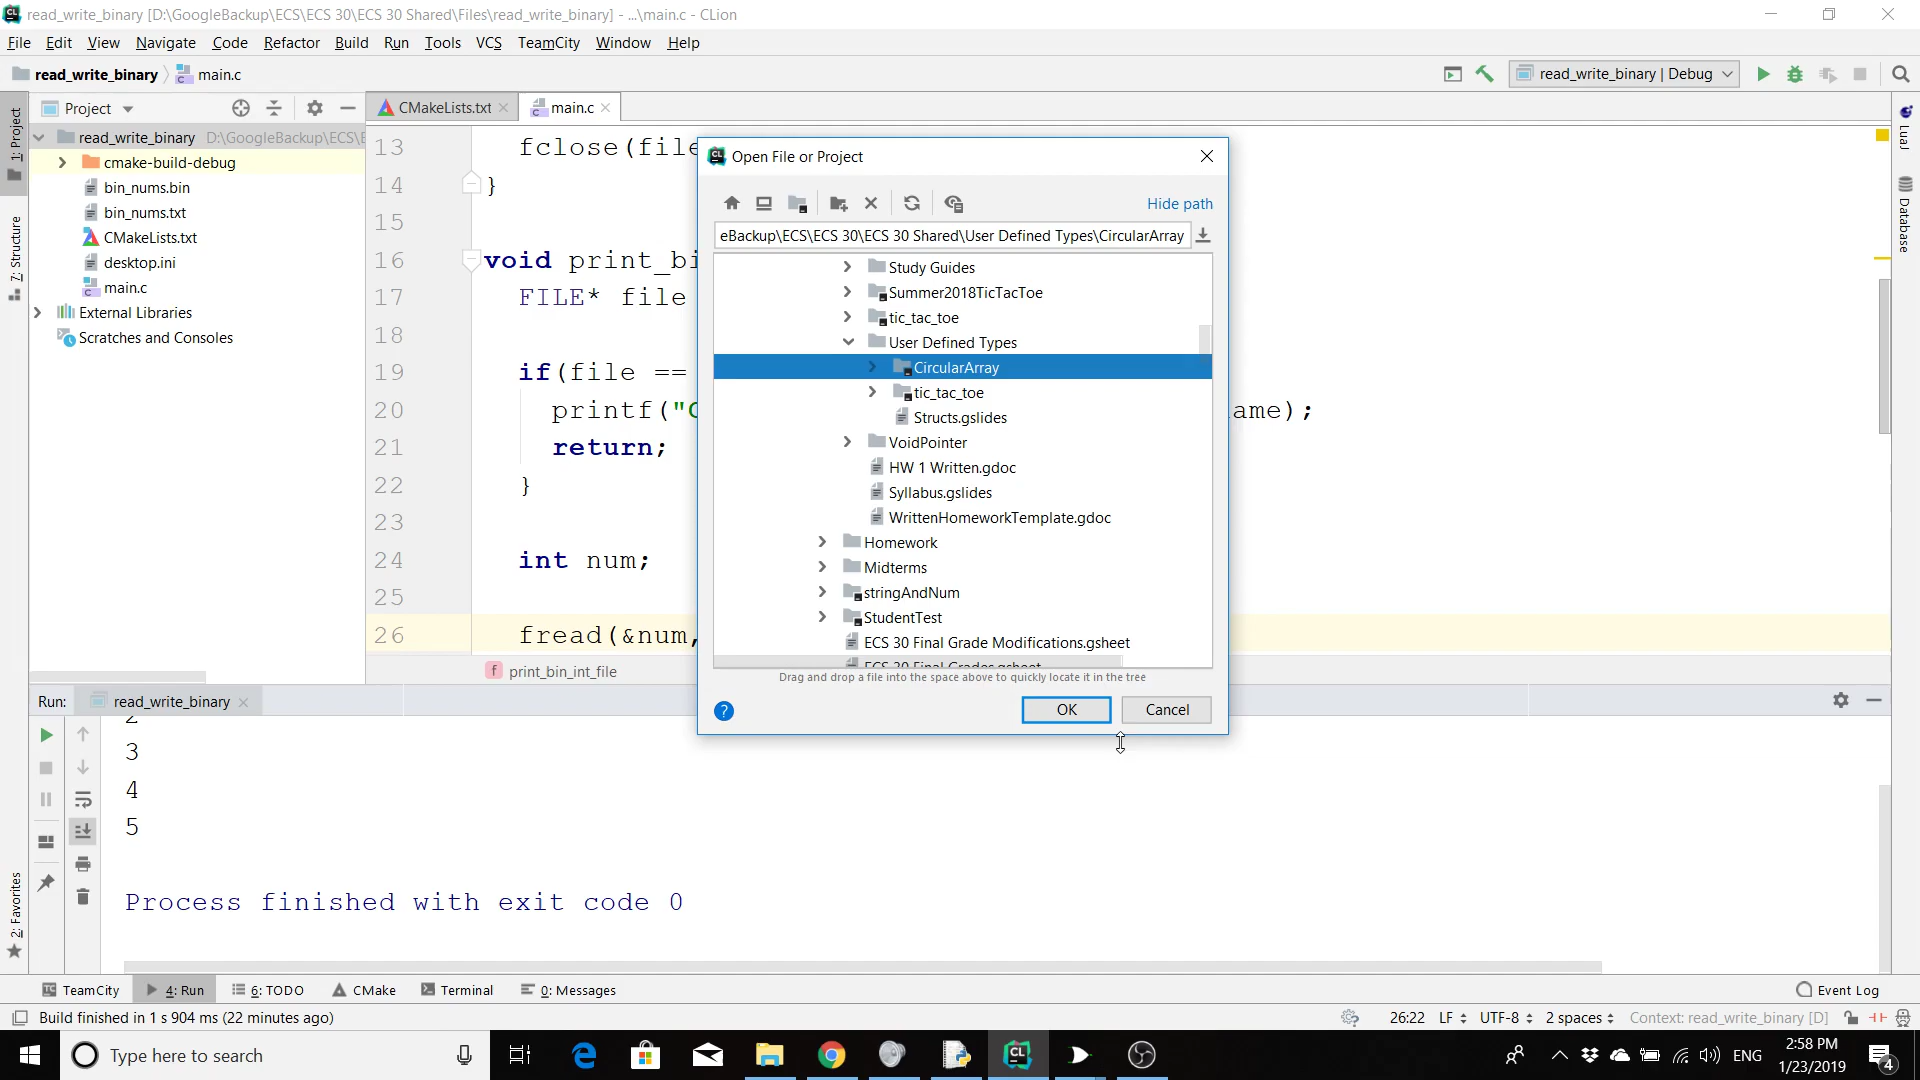 read_write_binary [D:\GoogleBackup\ECS\ECS 30\ECS 30 Shared\Files\read_write_binary] - ...\main.c - CLion
File Edit View Navigate Code Refactor Build Run Tools VCS TeamCity Window Help
read_write_binary main.c
read_write_binary | Debug
1: Project
7: Structure
2: Favorites
Project
read_write_binary D:\GoogleBackup\ECS\E
cmake-build-debug
bin_nums.bin
bin_nums.txt
CMakeLists.txt
desktop.ini
main.c
External Libraries
Scratches and Consoles
CMakeLists.txt main.c
13 fclose(file
14 }
15
16 void print_bi
17 FILE* file
18
19 if(file ==
20 printf("C ame);
21 return;
22 }
23
24 int num;
25
26 fread(&num,
print_bin_int_file
Open File or Project
Hide path
eBackup\ECS\ECS 30\ECS 30 Shared\User Defined Types\CircularArray
Study Guides
Summer2018TicTacToe
tic_tac_toe
User Defined Types
CircularArray
tic_tac_toe
Structs.gslides
VoidPointer
HW 1 Written.gdoc
Syllabus.gslides
WrittenHomeworkTemplate.gdoc
Homework
Midterms
stringAndNum
StudentTest
ECS 30 Final Grade Modifications.gsheet
ECS 30 Final Grades.gsheet
Drag and drop a file into the space above to quickly locate it in the tree
? OK Cancel
LuaJ
Database
Run: read_write_binary
2
3
4
5
Process finished with exit code 0
TeamCity 4: Run 6: TODO CMake Terminal 0: Messages Event Log
Build finished in 1 s 904 ms (22 minutes ago) 26:22 LF UTF-8 2 spaces Context: read_write_binary [D]
Type here to search
ENG
2:58 PM
1/23/2019
4